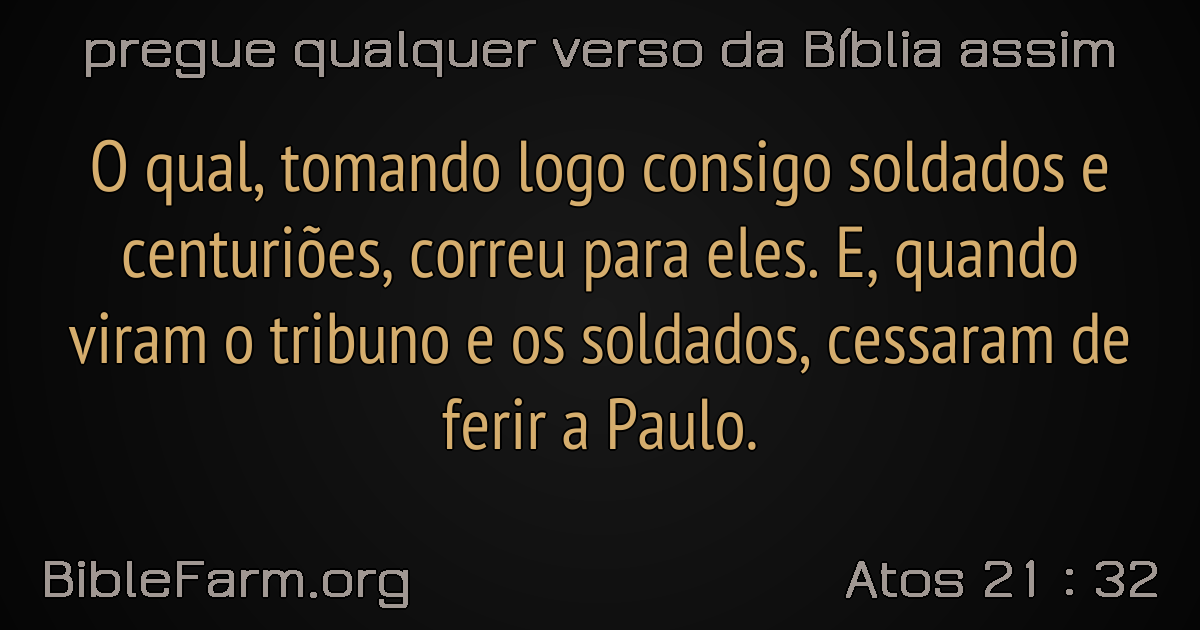 pregue qualquer verso da Bíblia assim
O qual, tomando logo consigo soldados e
centuriões, correu para eles. E, quando
viram o tribuno e os soldados, cessaram de
ferir a Paulo.
BibleFarm.org
Atos 21 : 32